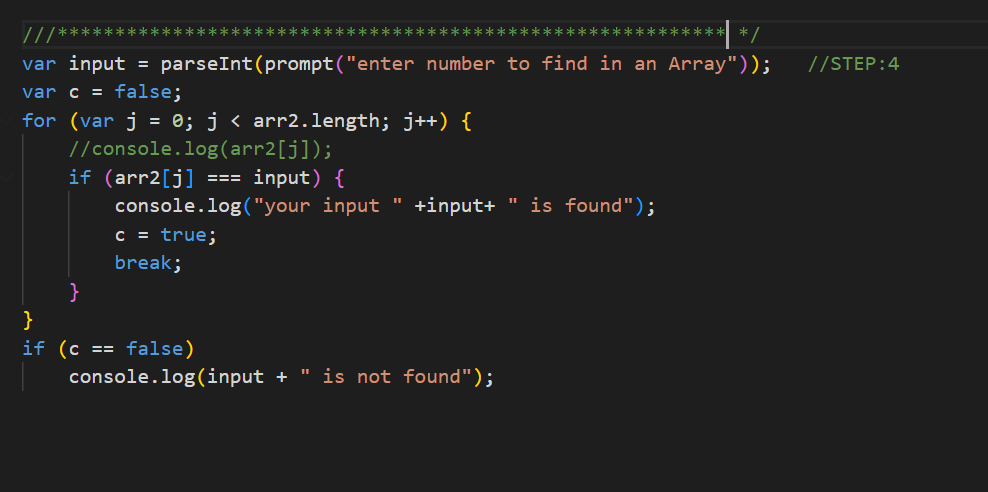 ///********************************************************** */
var input = parseInt(prompt("enter number to find in an Array"));   //STEP:4
var c = false;
for (var j = 0; j < arr2.length; j++) {
    //console.log(arr2[j]);
    if (arr2[j] === input) {
        console.log("your input " +input+ " is found");
        c = true;
        break;
    }
}
if (c == false)
    console.log(input + " is not found");